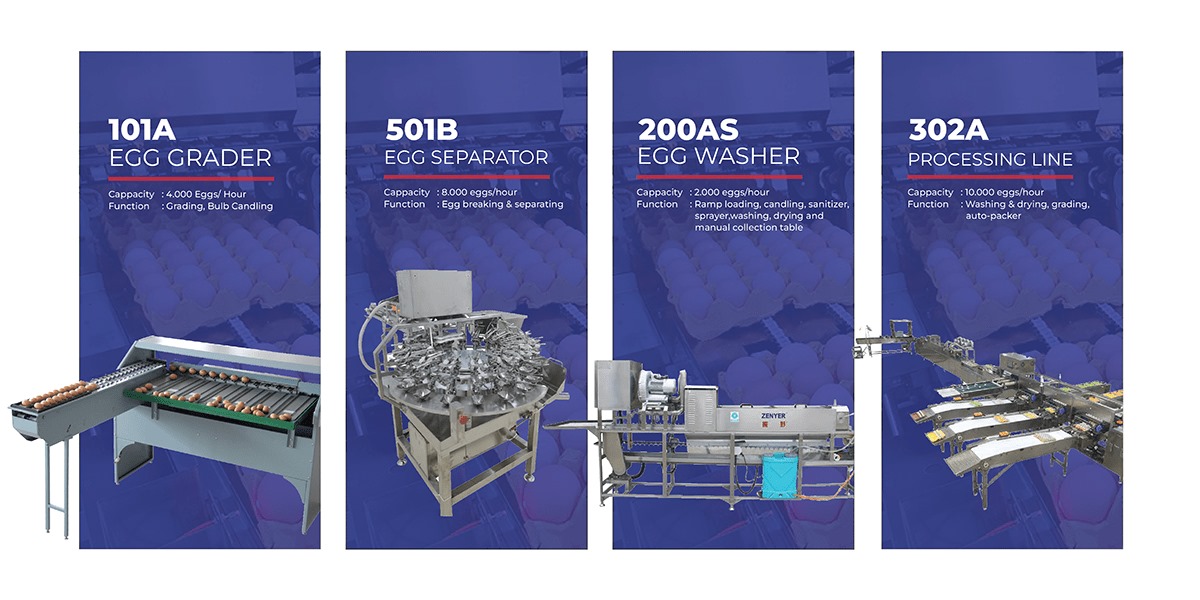 101A
EGG GRADER
Cappacity : 4.000 Eggs/ Hour
Function : Grading, Bulb Candling
501B
EGG SEPARATOR
Cappacity : 8.000 eggs/hour
Function : Egg breaking & separating
200AS
EGG WASHER
Cappacity : 2.000 eggs/hour
Function : Ramp loading, candling, sanitizer,
sprayer,washing, drying and
manual collection table
ZENYER
302A
PROCESSING LINE
Cappacity : 10.000 eggs/hour
Function : Washing & drying, grading,
auto-packer